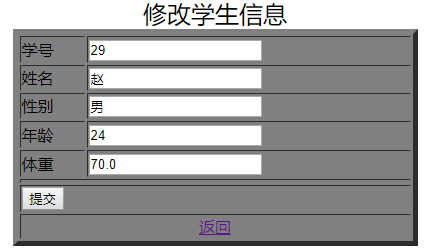 修改学生信息
学号 29
姓名 赵
性别 男
年龄 24
体重 70.0
提交
返回